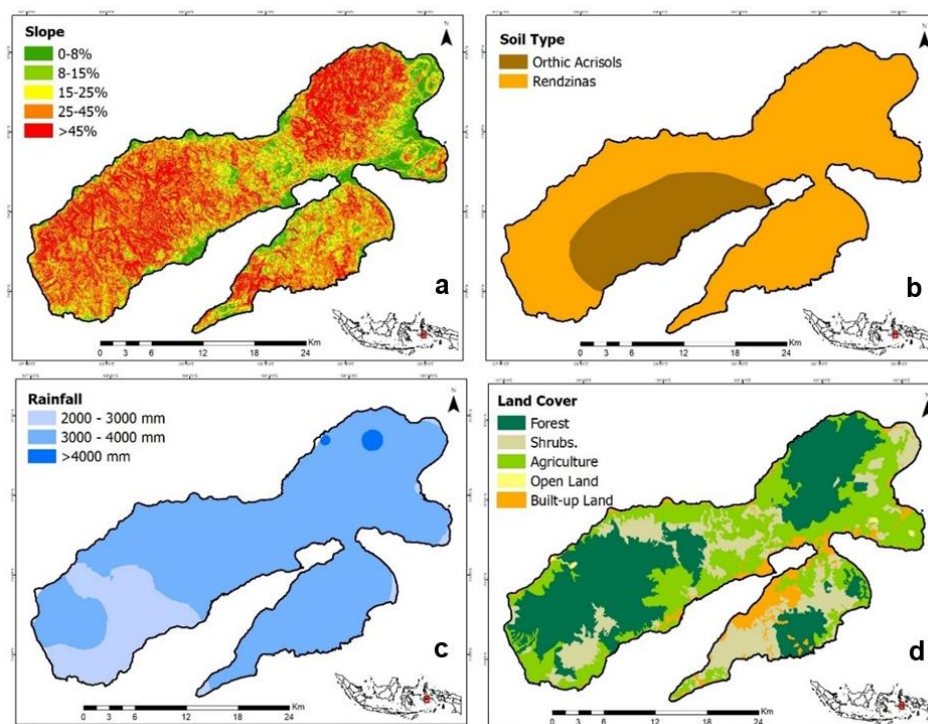 Slope
0-8%
8-15%
15-25%
25-45%
>45%
N
a
Km
0 3 6 12 18 24
Soil Type
Orthic Acrisols
Rendzinas
N
b
Km
0 3 6 12 18 24
Rainfall
2000 - 3000 mm
3000 - 4000 mm
>4000 mm
N
c
Km
0 3 6 12 18 24
Land Cover
Forest
Shrubs.
Agriculture
Open Land
Built-up Land
N
d
Km
0 3 6 12 18 24